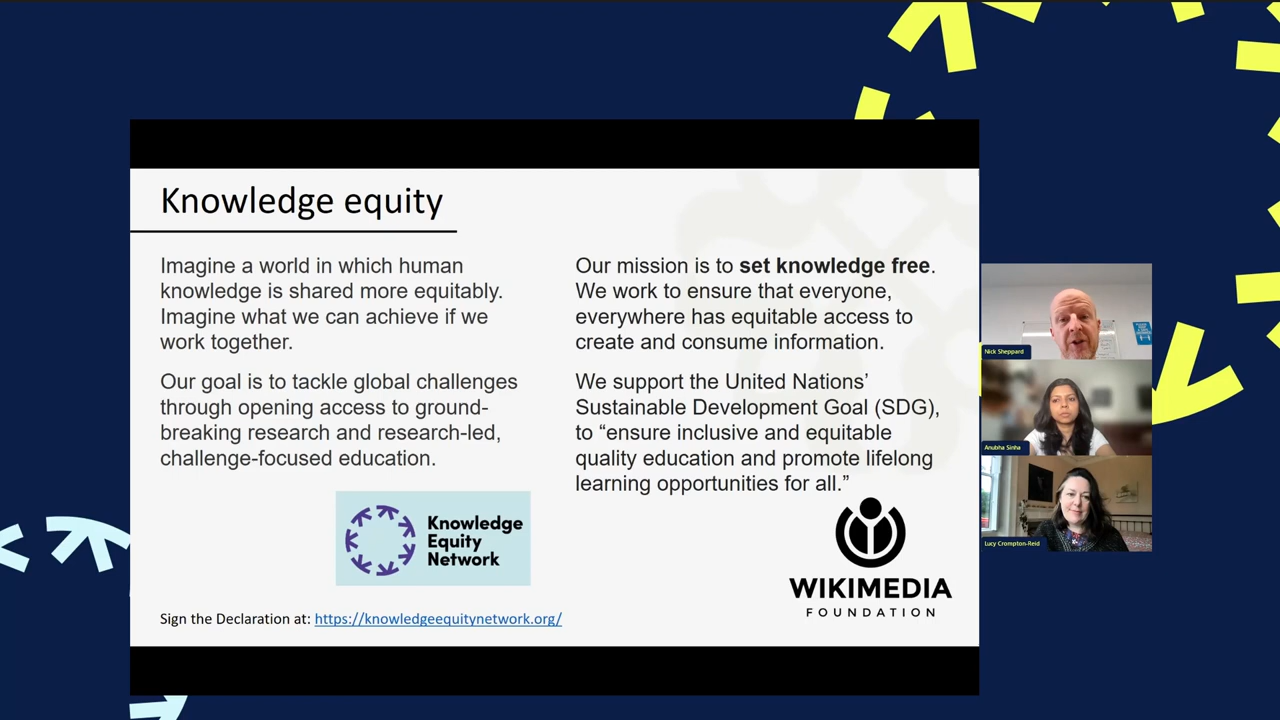 Knowledge equity
Imagine a world in which human
knowledge is shared more equitably.
Imagine what we can achieve if we
work together.
Our goal is to tackle global challenges
through opening access to ground-
breaking research and research-led,
challenge-focused education.
Knowledge
Equity
Network
Sign the Declaration at: https://knowledgeequitynetwork.org/
Our mission is to set knowledge free.
We work to ensure that everyone,
everywhere has equitable access to
create and consume information.
We support the United Nations’
Sustainable Development Goal (SDG),
to “ensure inclusive and equitable
quality education and promote lifelong
learning opportunities for all.”
WIKIMEDIA
FOUNDATION
Nick Sheppard
Anubha Sinha
Lucy Crompton-Reid